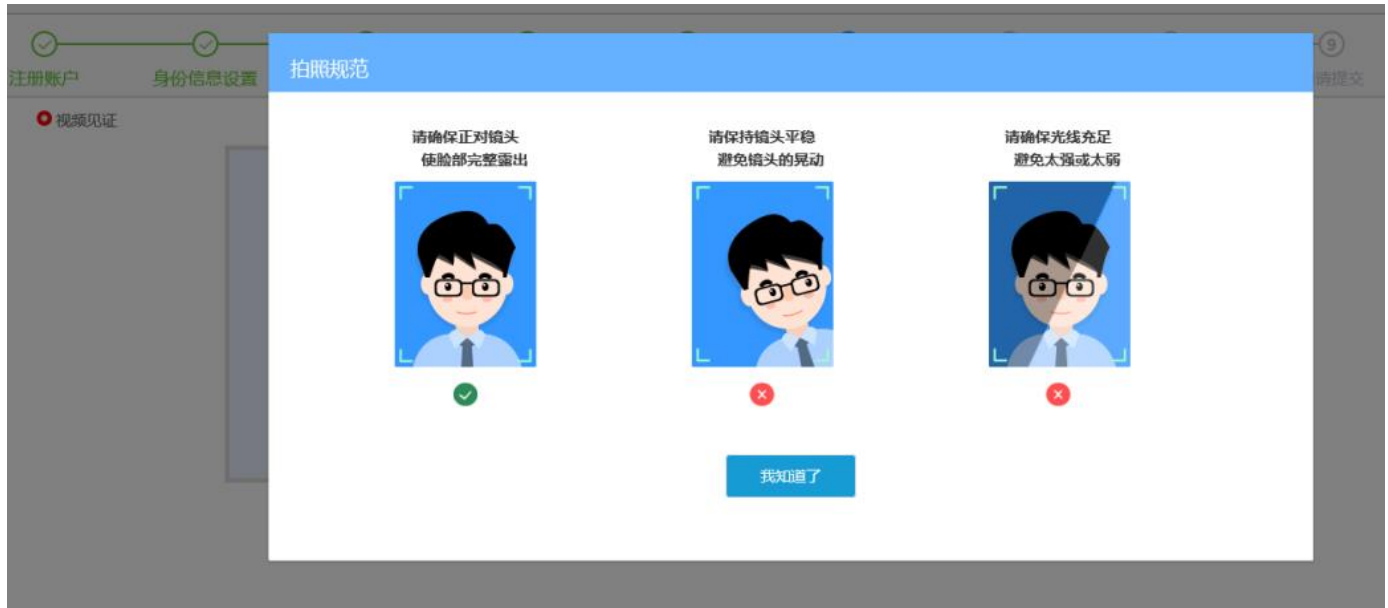 注册账户
身份信息设置
9
请提交
视频见证
拍照规范
请确保正对镜头
使脸部完整露出
请保持镜头平稳
避免镜头的晃动
请确保光线充足
避免太强或太弱
我知道了